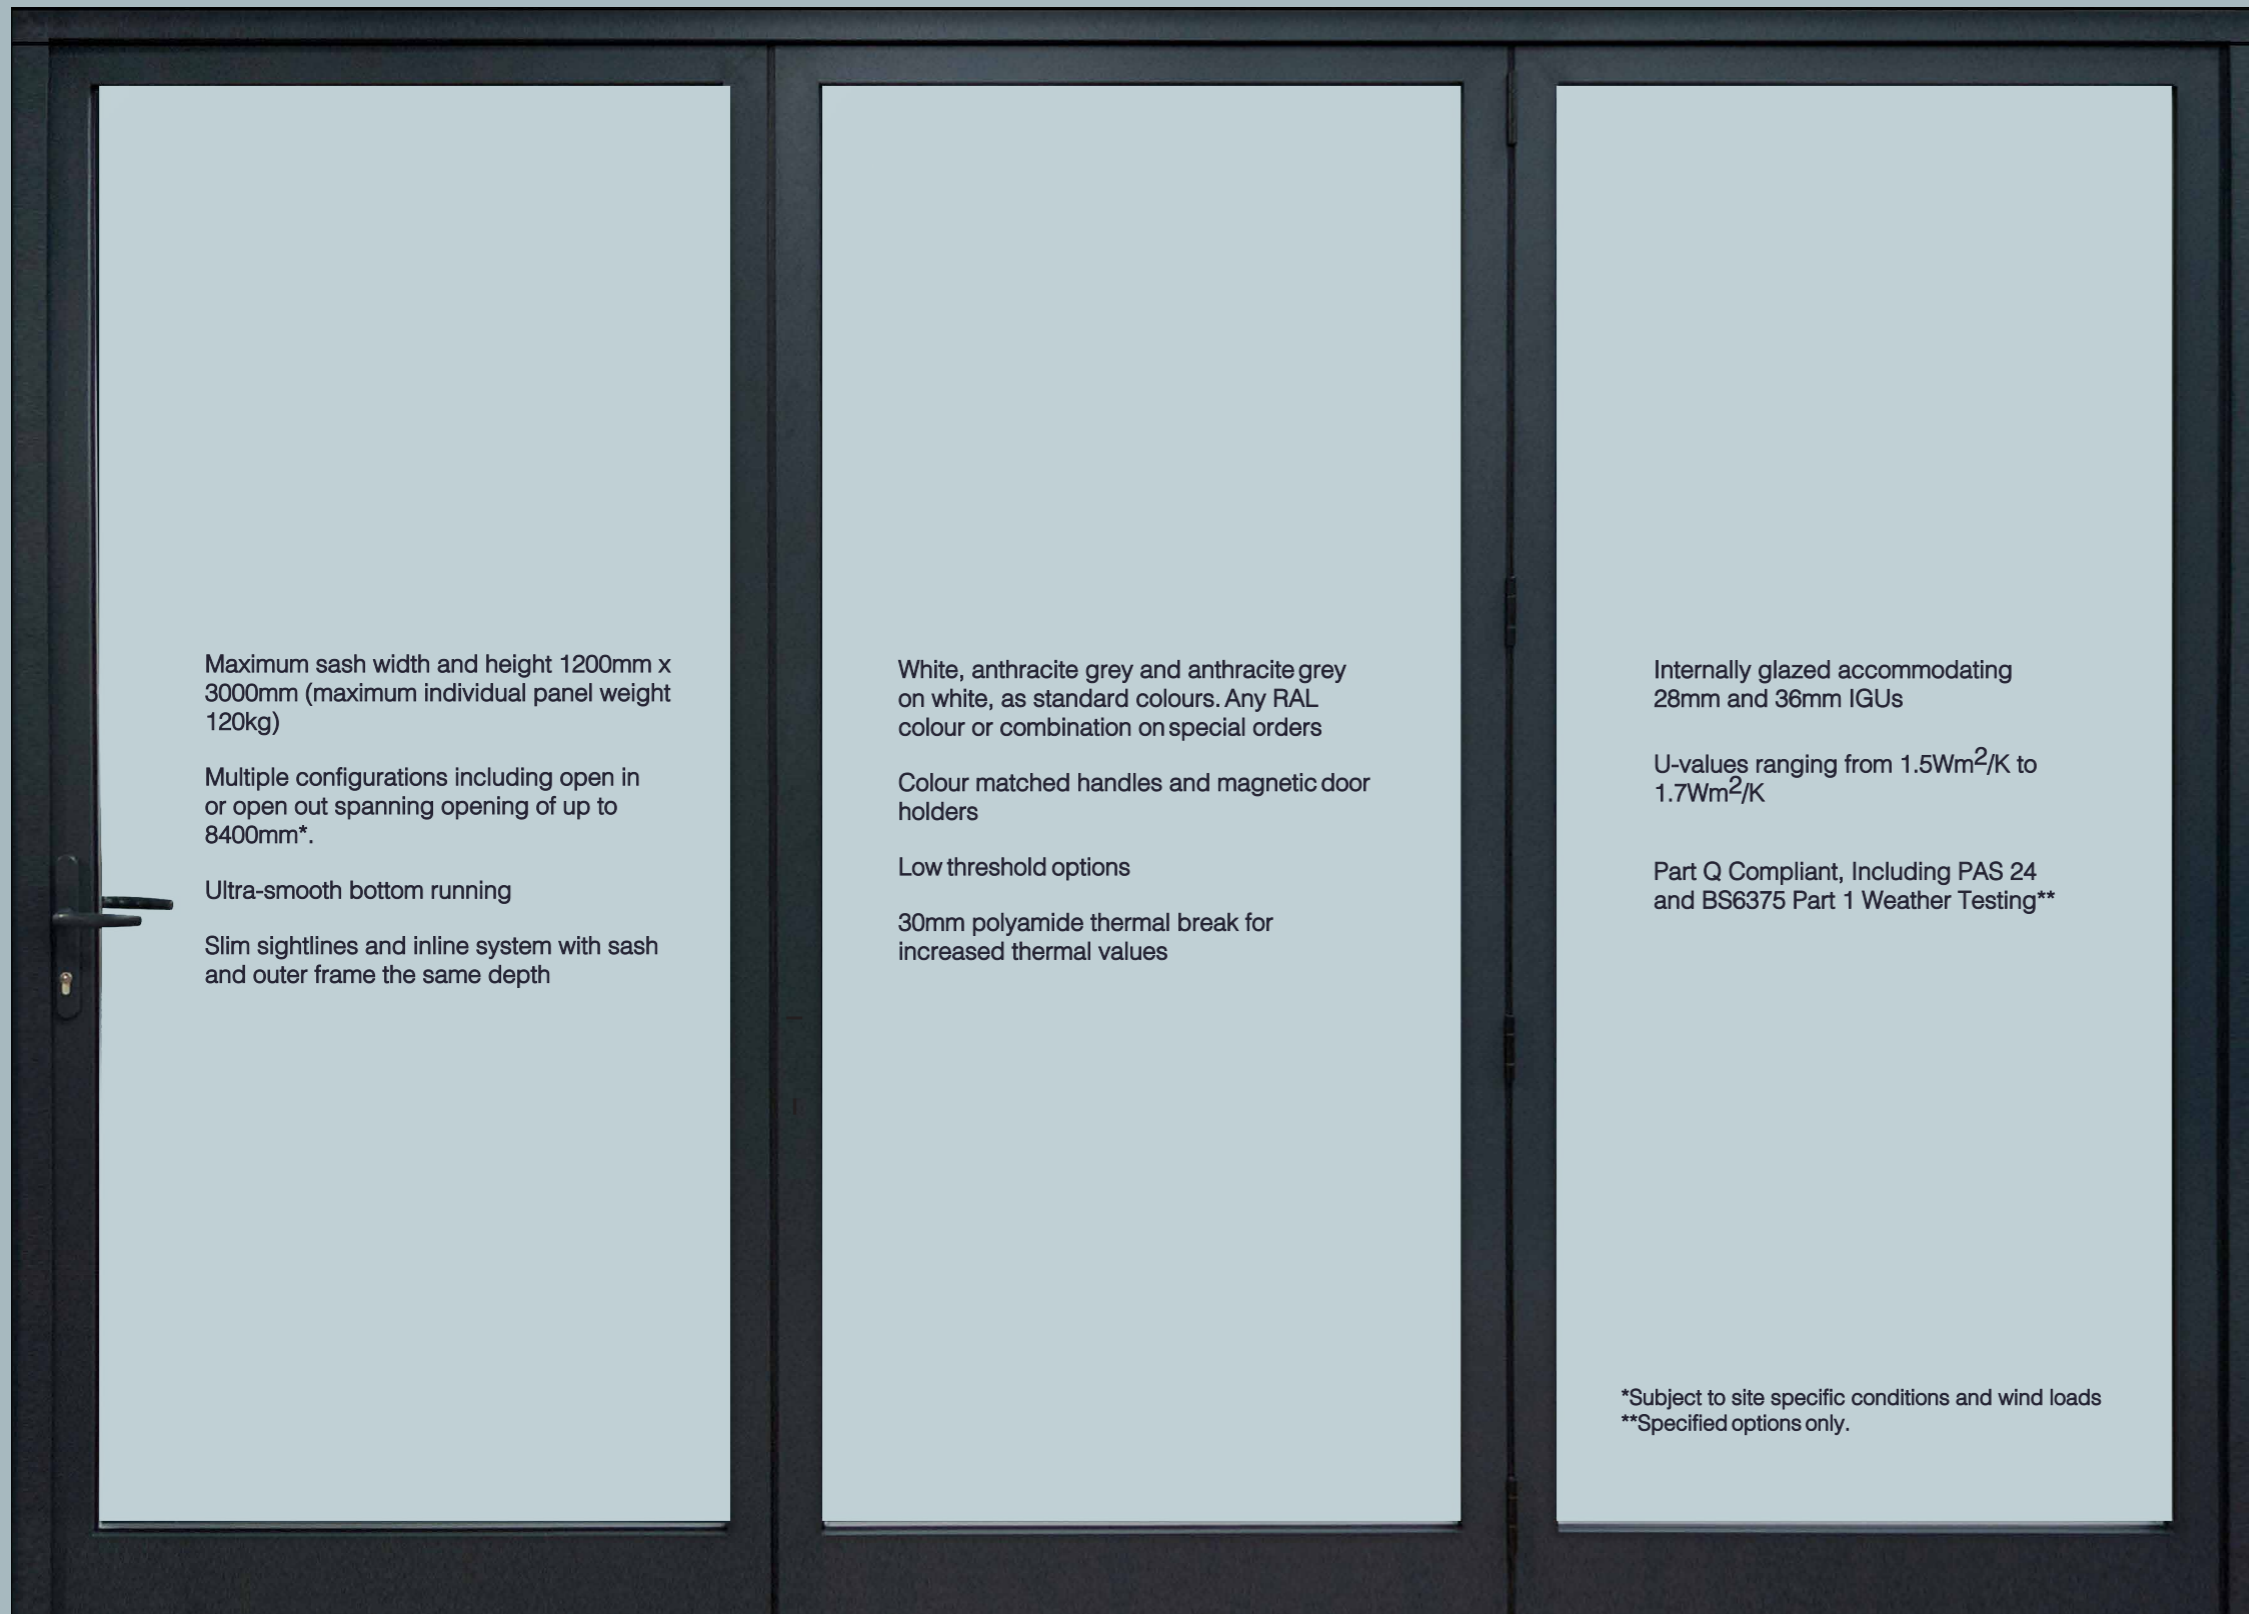 Maximum sash width and height 1200mm x
3000mm (maximum individual panel weight
120kg)
Multiple configurations including open in
or open out spanning opening of up to
8400mm*.
Ultra-smooth bottom running
Slim sightlines and inline system with sash
and outer frame the same depth
White, anthracite grey and anthracite grey
on white, as standard colours. Any RAL
colour or combination on special orders
Colour matched handles and magnetic door
holders
Low threshold options
30mm polyamide thermal break for
increased thermal values
Internally glazed accommodating
28mm and 36mm IGUs
U-values ranging from 1.5Wm²/K to
1.7Wm²/K
Part Q Compliant, Including PAS 24
and BS6375 Part 1 Weather Testing**
*Subject to site specific conditions and wind loads
**Specified options only.